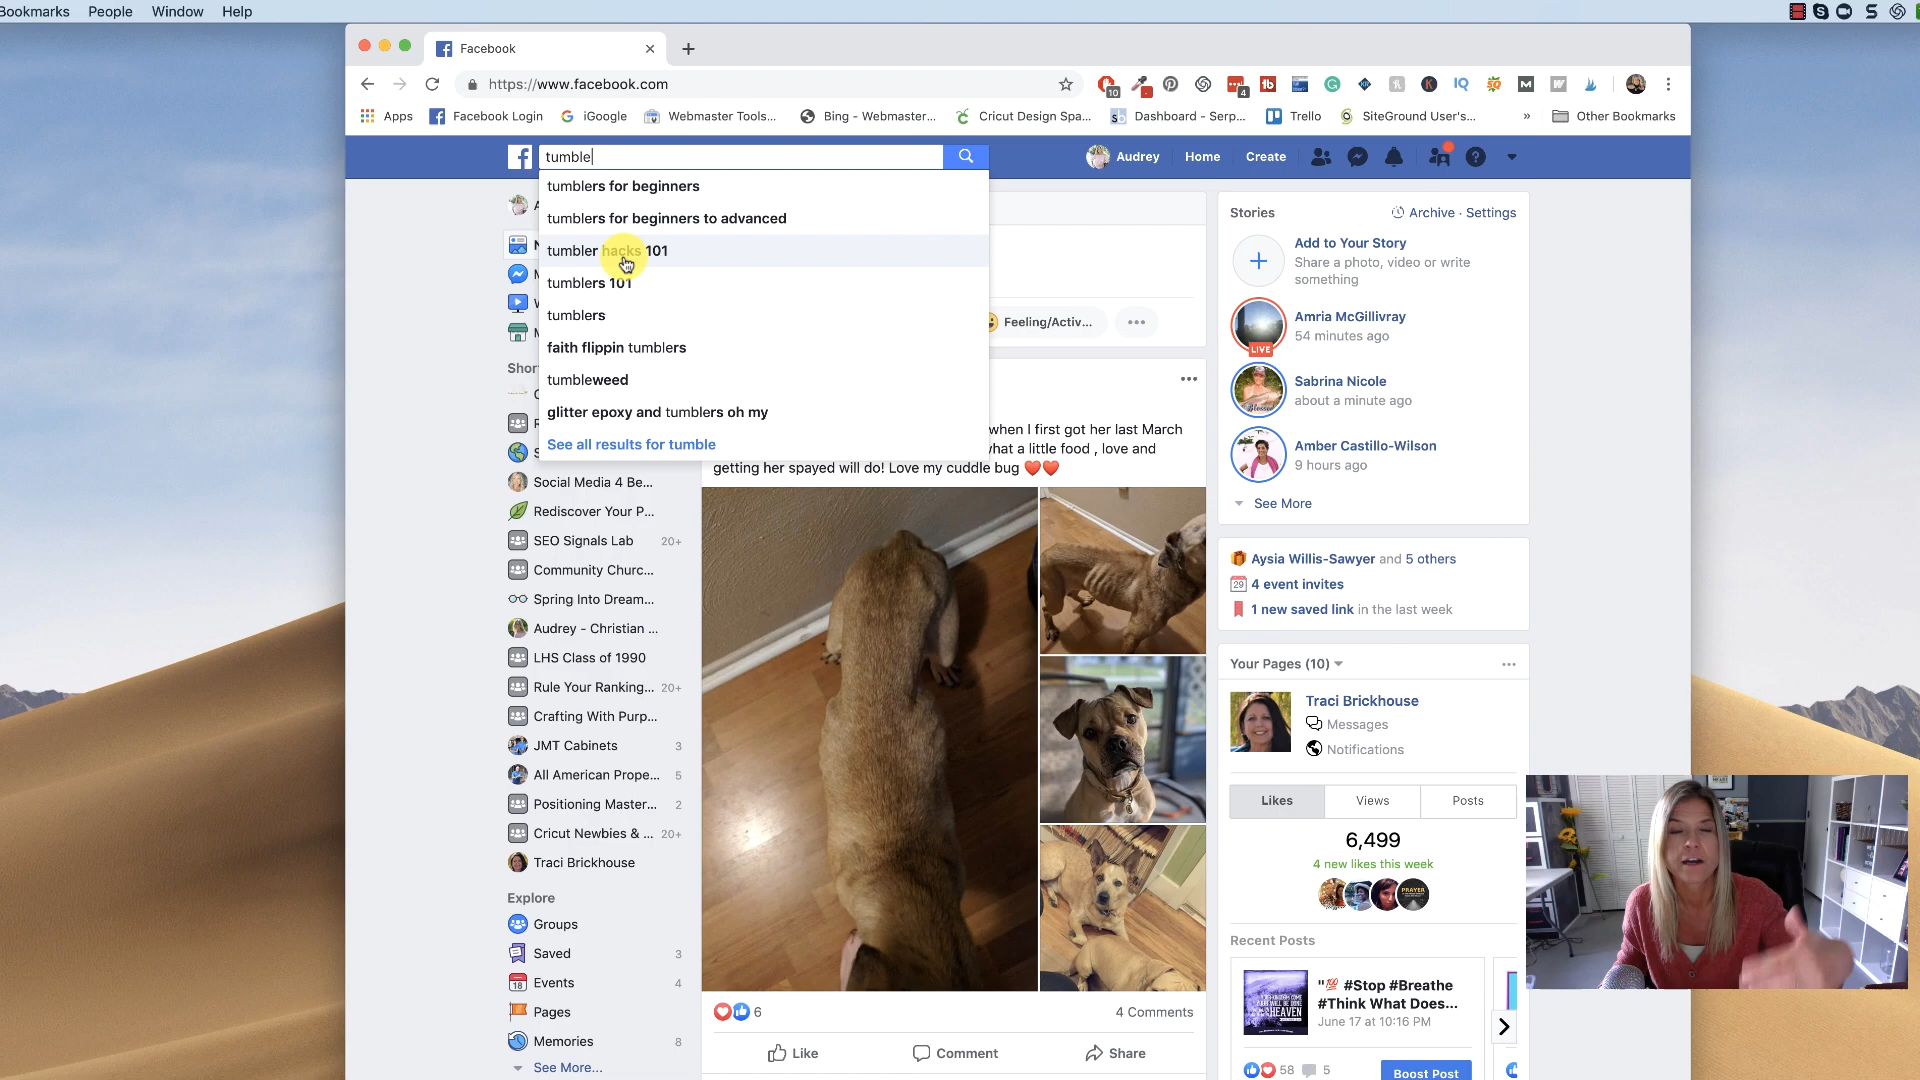 Bookmarks People Window Help
Facebook
https://www.facebook.com
10
4
Apps Facebook Login iGoogle Webmaster Tools... Bing - Webmaster... Cricut Design Spa... Dashboard - Serp... Trello SiteGround User's... » Other Bookmarks
tumble
Audrey Home Create
tumblers for beginners
tumblers for beginners to advanced
tumbler hacks 101
tumblers 101
tumblers
faith flippin tumblers
tumbleweed
glitter epoxy and tumblers oh my
See all results for tumble
Feeling/Activ...
when I first got her last March
what a little food , love and
getting her spayed will do! Love my cuddle bug ❤️❤️
Social Media 4 Be...
Rediscover Your P...
SEO Signals Lab 20+
Community Churc...
Spring Into Dream...
Audrey - Christian ...
LHS Class of 1990
Rule Your Ranking... 20+
Crafting With Purp...
JMT Cabinets 3
All American Prope... 5
Positioning Master... 2
Cricut Newbies & ... 20+
Traci Brickhouse
Explore
Groups
Saved 3
Events 4
Pages
Memories 8
See More...
6
4 Comments
Like Comment Share
Stories
Archive · Settings
Add to Your Story
Share a photo, video or write
something
Amria McGillivray
54 minutes ago
LIVE
Sabrina Nicole
about a minute ago
Amber Castillo-Wilson
9 hours ago
See More
Aysia Willis-Sawyer and 5 others
29 4 event invites
1 new saved link in the last week
Your Pages (10)
Traci Brickhouse
Messages
Notifications
Likes Views Posts
6,499
4 new likes this week
PRAYER
Recent Posts
"💯 #Stop #Breathe
#Think What Does...
June 17 at 10:16 PM
HEAVEN
58 5
Boost Post